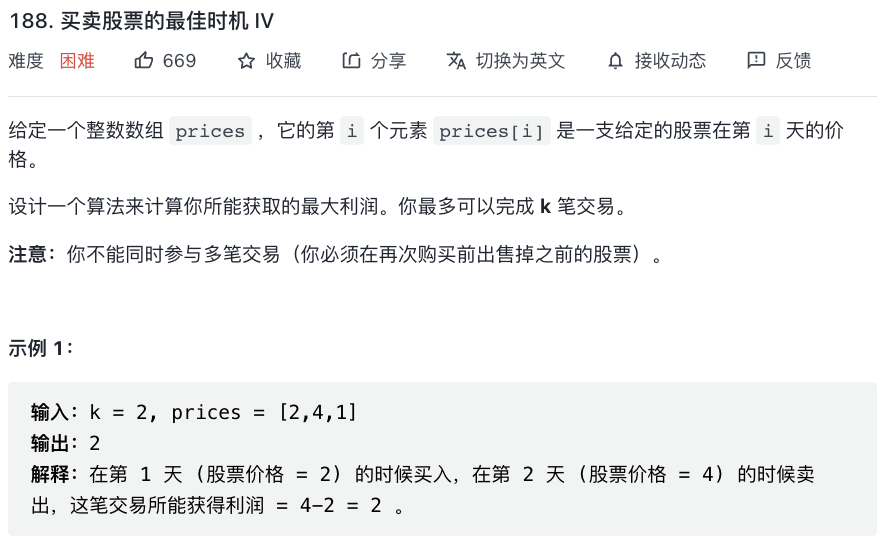 188. 买卖股票的最佳时机 IV
难度 困难 669 收藏 分享 切换为英文 接收动态 反馈
给定一个整数数组 prices ，它的第 i 个元素 prices[i] 是一支给定的股票在第 i 天的价
格。
设计一个算法来计算你所能获取的最大利润。你最多可以完成 k 笔交易。
注意：你不能同时参与多笔交易（你必须在再次购买前出售掉之前的股票）。
示例 1：
输入：k = 2, prices = [2,4,1]
输出：2
解释：在第 1 天 (股票价格 = 2) 的时候买入，在第 2 天 (股票价格 = 4) 的时候卖
出，这笔交易所能获得利润 = 4-2 = 2 。